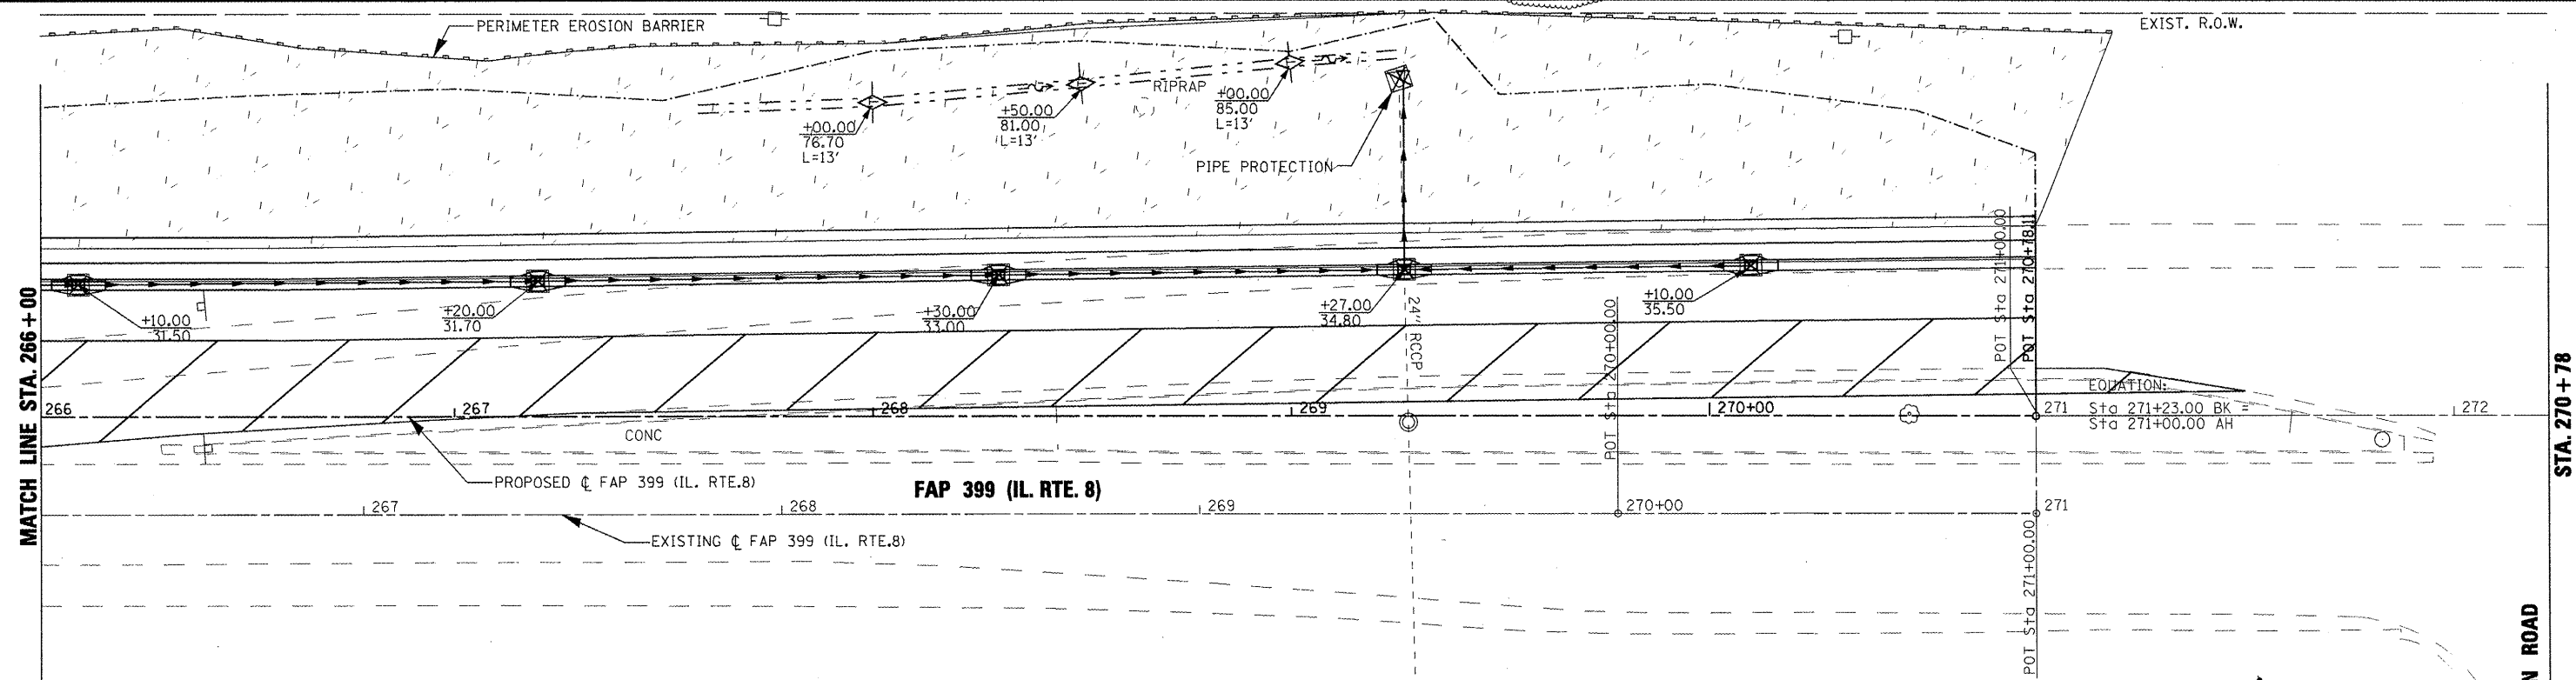 PERIMETER EROSION BARRIER
EXIST. R.O.W.
+00.00
76.70
L=13'
+50.00
81.00
L=13'
RIPRAP
+00.00
85.00
L=13'
PIPE PROTECTION
MATCH LINE STA. 266+00
+10.00
31.50
+20.00
31.70
+30.00
33.00
+27.00
34.80
+10.00
35.50
24" RCCP
POT Sta 270+00.00
POT Sta 271+00.00
POT Sta 270+78.11
266
267
268
269
270+00
271
272
EQUATION:
Sta 271+23.00 BK =
Sta 271+00.00 AH
CONC
PROPOSED ℄ FAP 399 (IL. RTE.8)
FAP 399 (IL. RTE. 8)
267
268
269
270+00
271
EXISTING ℄ FAP 399 (IL. RTE.8)
POT Sta 271+00.00
STA. 270+78
N ROAD